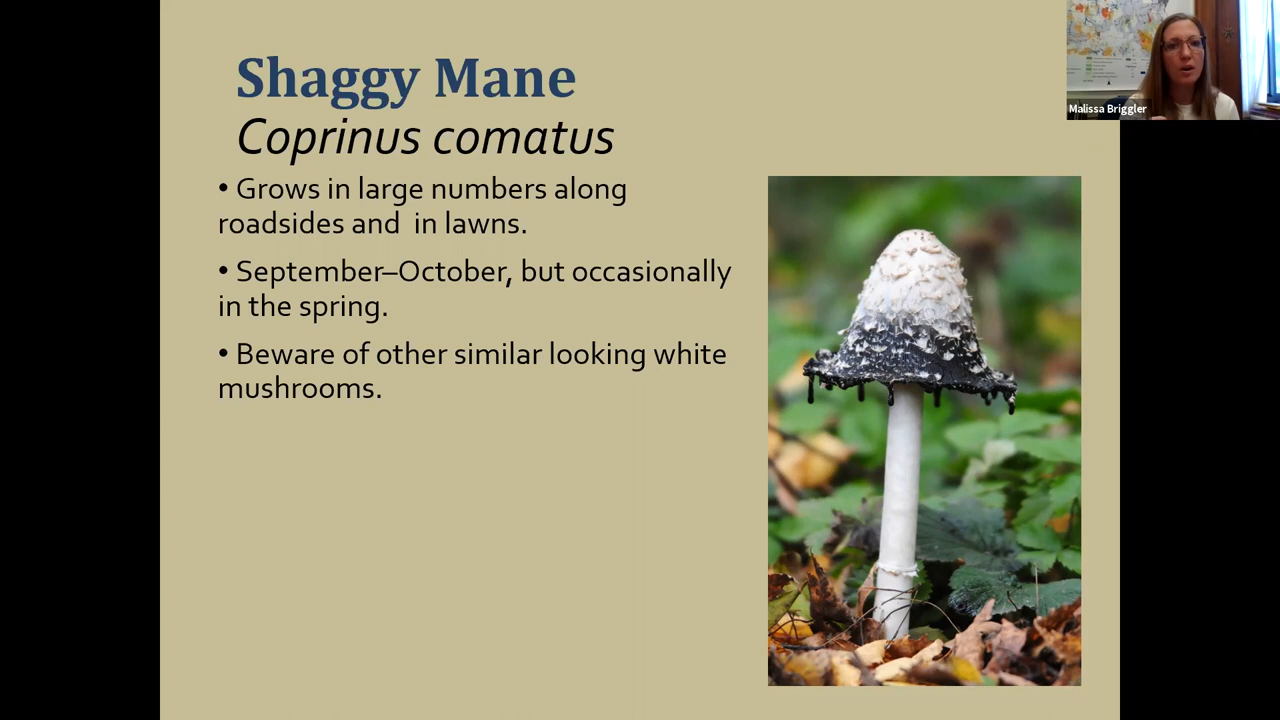 Shaggy Mane
Coprinus comatus
• Grows in large numbers along
roadsides and  in lawns.
• September–October, but occasionally
in the spring.
• Beware of other similar looking white
mushrooms.
Malissa Briggler